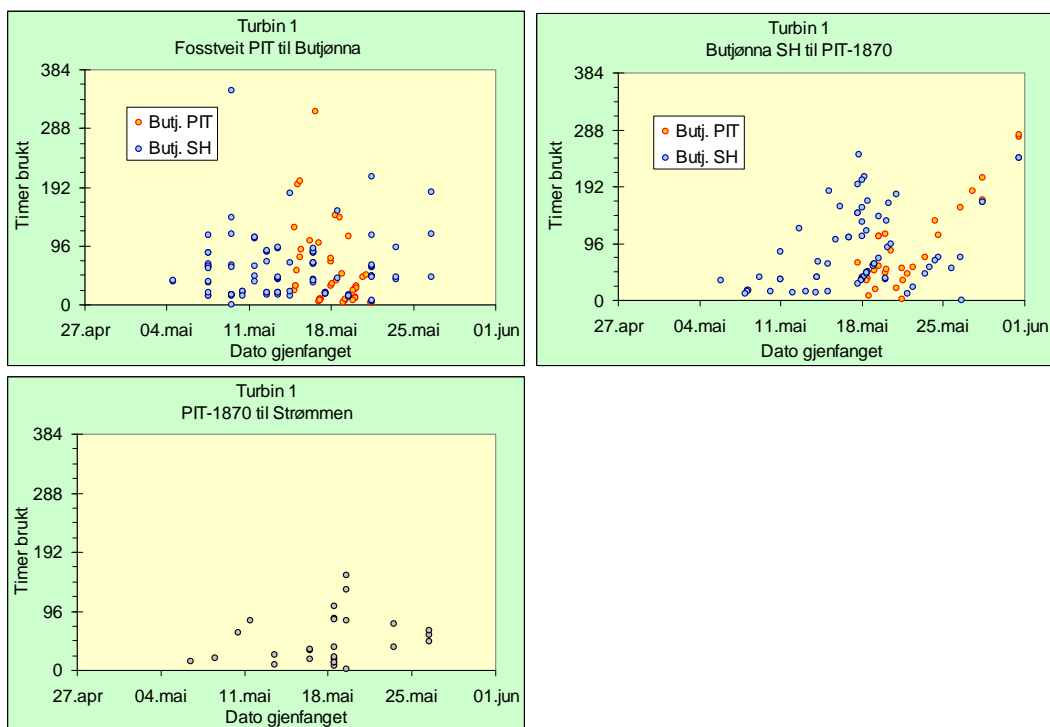 Turbin 1
Fosstveit PIT til Butjønna
384
288
192
96
0
Timer brukt
Butj. PIT
Butj. SH
27.apr 04.mai 11.mai 18.mai 25.mai 01.jun
Dato gjenfanget
Turbin 1
Butjønna SH til PIT-1870
384
288
192
96
0
Timer brukt
Butj. PIT
Butj. SH
27.apr 04.mai 11.mai 18.mai 25.mai 01.jun
Dato gjenfanget
Turbin 1
PIT-1870 til Strømmen
384
288
192
96
0
Timer brukt
27.apr 04.mai 11.mai 18.mai 25.mai 01.jun
Dato gjenfanget